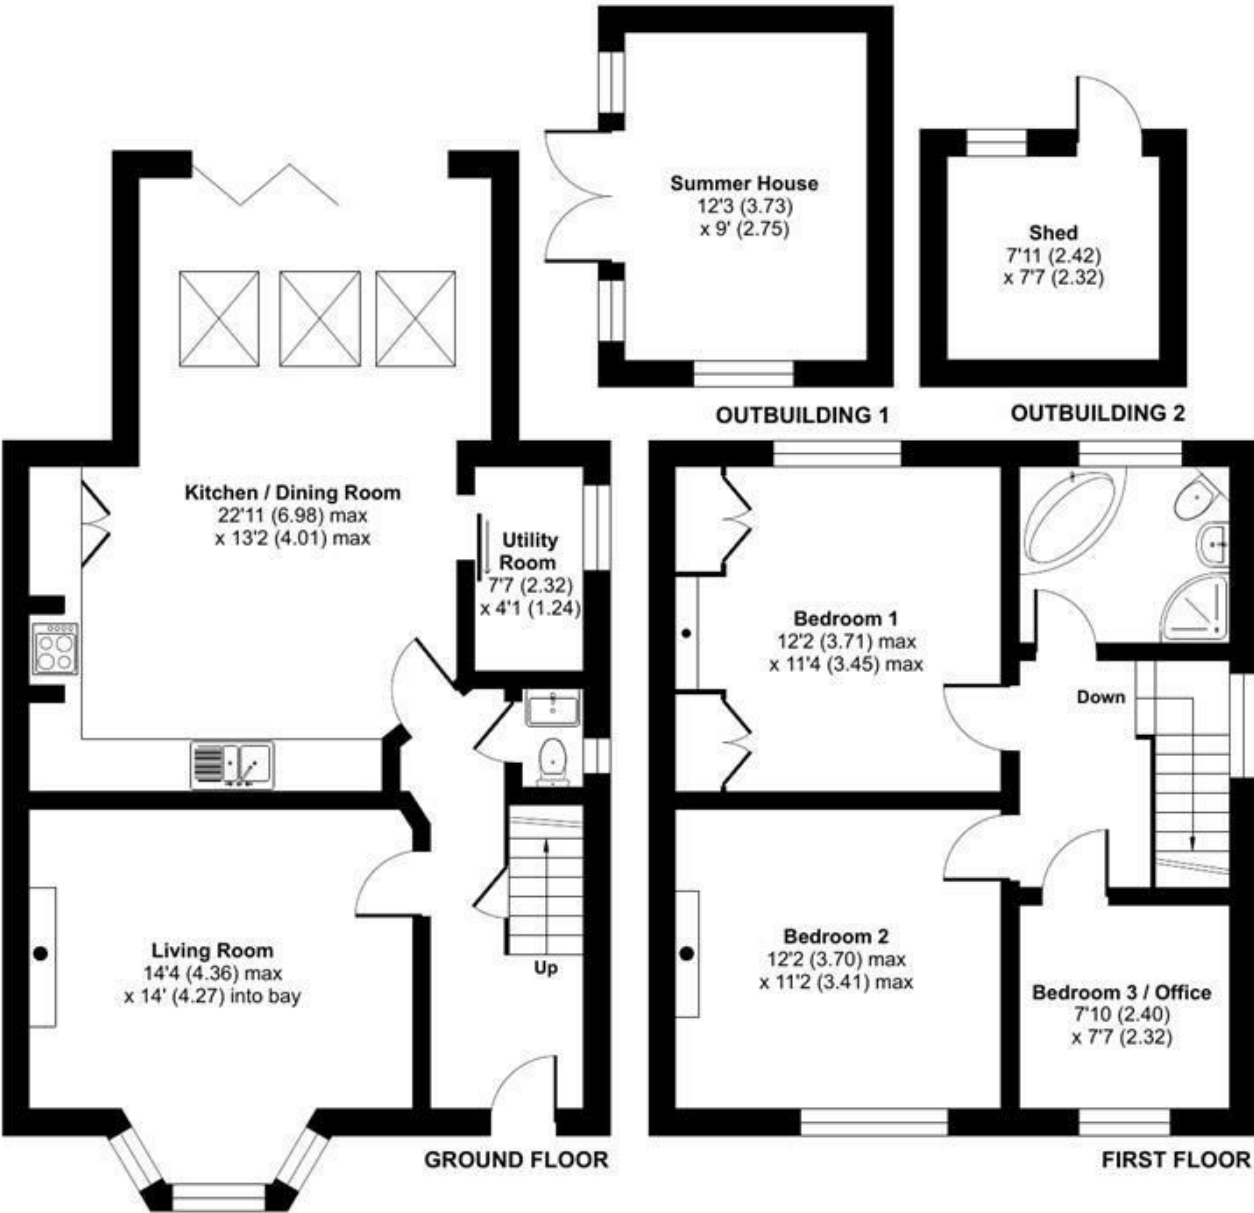 Summer House
12'3 (3.73)
x 9' (2.75)
Shed
7'11 (2.42)
x 7'7 (2.32)
OUTBUILDING 1
OUTBUILDING 2
Kitchen / Dining Room
22'11 (6.98) max
x 13'2 (4.01) max
Utility
Room
7'7 (2.32)
x 4'1 (1.24)
Living Room
14'4 (4.36) max
x 14' (4.27) into bay
Up
GROUND FLOOR
Bedroom 1
12'2 (3.71) max
x 11'4 (3.45) max
Down
Bedroom 2
12'2 (3.70) max
x 11'2 (3.41) max
Bedroom 3 / Office
7'10 (2.40)
x 7'7 (2.32)
FIRST FLOOR